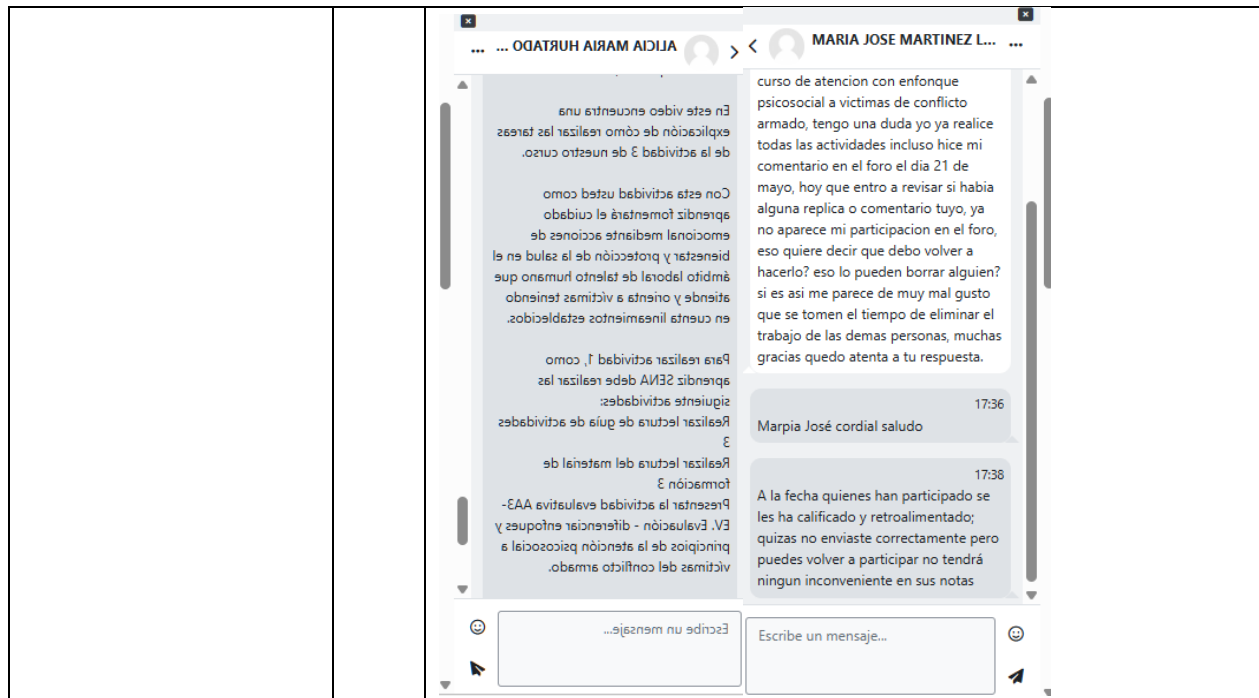 ALICIA MARIA HURTADO ... ...
En este video encuentra una
explicación de cómo realizar las tareas
de la actividad 3 de nuestro curso.
Con esta actividad usted como
aprendiz fomentará el cuidado
emocional mediante acciones de
bienestar y protección de la salud en el
ámbito laboral de talento humano que
atiende y orienta a víctimas teniendo
en cuenta lineamientos establecidos.
Para realizar actividad 1, como
aprendiz SENA debe realizar las
siguiente actividades:
Realizar lectura de guía de actividades
3
Realizar lectura del material de
formación 3
Presentar la actividad evaluativa AA3-
EV. Evaluación - diferenciar enfoques y
principios de la atención psicosocial a
víctimas del conflicto armado.
Escribe un mensaje...
MARIA JOSE MARTINEZ L... ...
curso de atencion con enfonque
psicosocial a victimas de conflicto
armado, tengo una duda yo ya realice
todas las actividades incluso hice mi
comentario en el foro el dia 21 de
mayo, hoy que entro a revisar si habia
alguna replica o comentario tuyo, ya
no aparece mi participacion en el foro,
eso quiere decir que debo volver a
hacerlo? eso lo pueden borrar alguien?
si es asi me parece de muy mal gusto
que se tomen el tiempo de eliminar el
trabajo de las demas personas, muchas
gracias quedo atenta a tu respuesta.
17:36
Marpia José cordial saludo
17:38
A la fecha quienes han participado se
les ha calificado y retroalimentado;
quizas no enviaste correctamente pero
puedes volver a participar no tendrá
ningun inconveniente en sus notas
Escribe un mensaje...